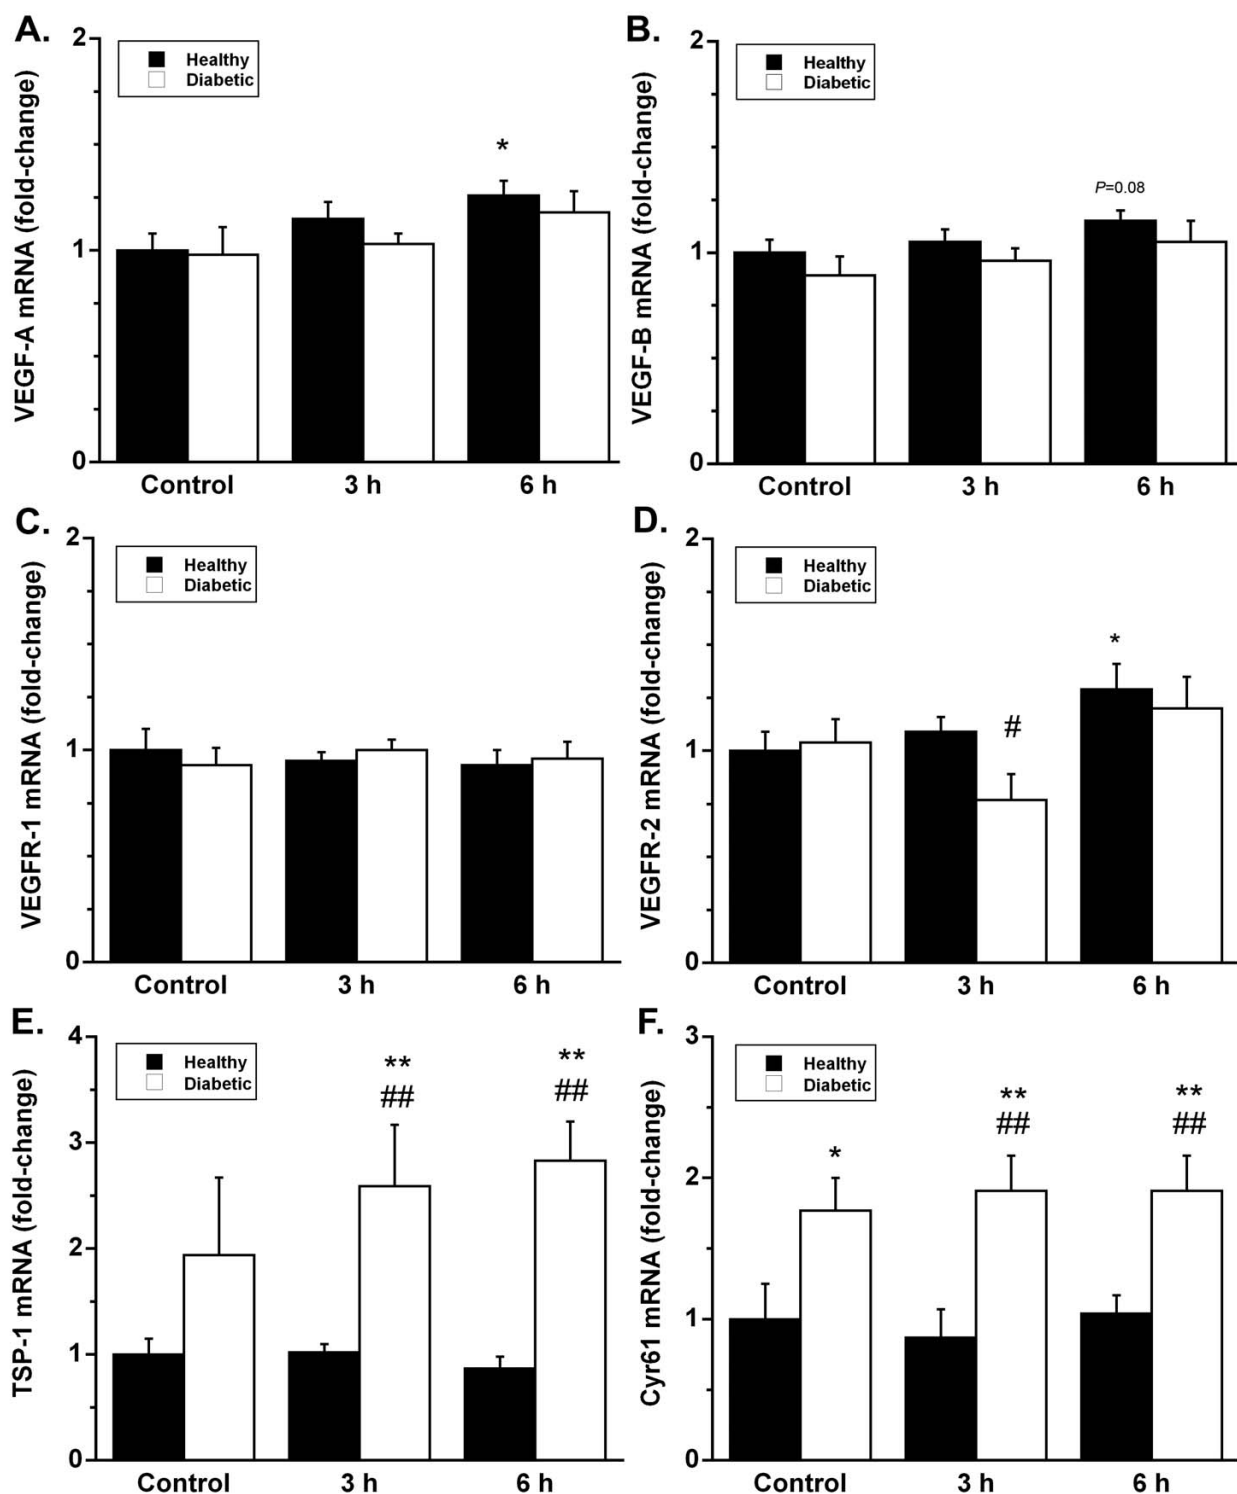 A.
VEGF-A mRNA (fold-change)
2
1
0
Healthy
Diabetic
*
Control 3 h 6 h
B.
VEGF-B mRNA (fold-change)
2
1
0
Healthy
Diabetic
P=0.08
Control 3 h 6 h
C.
VEGFR-1 mRNA (fold-change)
2
1
0
Healthy
Diabetic
Control 3 h 6 h
D.
VEGFR-2 mRNA (fold-change)
2
1
0
Healthy
Diabetic
#
*
Control 3 h 6 h
E.
TSP-1 mRNA (fold-change)
4
3
2
1
0
Healthy
Diabetic
** **
## ##
Control 3 h 6 h
F.
Cyr61 mRNA (fold-change)
3
2
1
0
Healthy
Diabetic
** **
## ##
*
Control 3 h 6 h